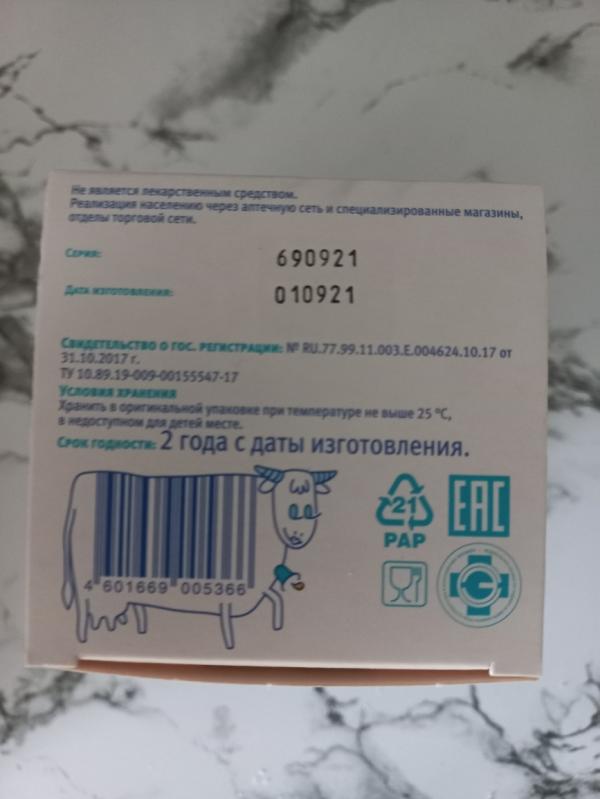 Не является лекарственным средством.
Реализация населению через аптечную сеть и специализированные магазины,
отделы торговой сети.
Серия: 690921
Дата изготовления: 010921
Свидетельство о гос. регистрации: № RU.77.99.11.003.Е.004624.10.17 от
31.10.2017 г.
ТУ 10.89.19-009-00155547-17
Условия хранения
Хранить в оригинальной упаковке при температуре не выше 25 °С,
в недоступном для детей месте.
Срок годности: 2 года с даты изготовления.
4 601669 005366
21
PAP
EAC